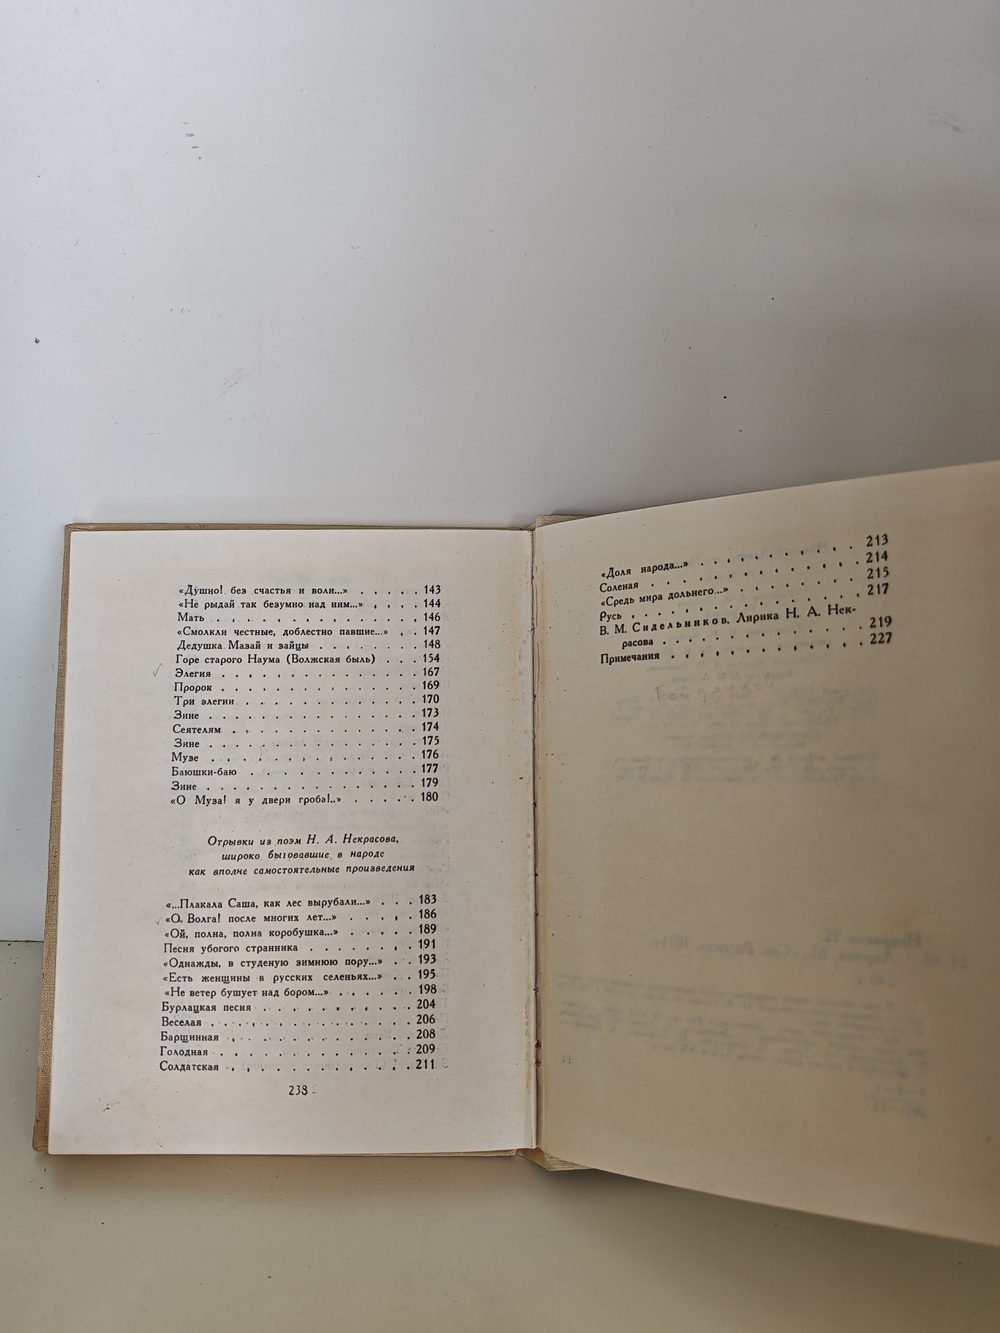 «Душно! без счастья и воли...» . . . . . 143
«Не рыдай так безумно над ним...» . . . . 144
Мать . . . . . . . . . . . . . . . . 146
«Смолкли честные, доблестно павшие...» . . 147
Дедушка Мазай и зайцы . . . . . . . . 148
Горе старого Наума (Волжская быль) . . . 154
Элегия . . . . . . . . . . . . . . . 167
Пророк . . . . . . . . . . . . . . . 169
Три элегии . . . . . . . . . . . . . 170
Зине . . . . . . . . . . . . . . . . 173
Сеятелям . . . . . . . . . . . . . . 174
Зине . . . . . . . . . . . . . . . . 175
Музе . . . . . . . . . . . . . . . . 176
Баюшки-баю . . . . . . . . . . . . . 177
Зине . . . . . . . . . . . . . . . . 179
«О Муза! я у двери гроба!..» . . . . . 180
Отрывки из поэм Н. А. Некрасова,
широко бытовавшие в народе
как вполне самостоятельные произведения
«...Плакала Саша, как лес вырубали...» . . . 183
«О Волга! после многих лет...» . . . . . 186
«Ой, полна, полна коробушка...» . . . . . 189
Песня убогого странника . . . . . . . 191
«Однажды, в студеную зимнюю пору...» . . 193
«Есть женщины в русских селеньях...» . . 195
«Не ветер бушует над бором...» . . . . . . 198
Бурлацкая песня . . . . . . . . . . . 204
Веселая . . . . . . . . . . . . . . . 206
Барщинная . . . . . . . . . . . . . . 208
Голодная . . . . . . . . . . . . . . 209
Солдатская . . . . . . . . . . . . . 211
238
«Доля народа...» . . . . . . . . . . 213
Соленая . . . . . . . . . . . . . . 214
«Средь мира дольнего...» . . . . . . . 215
Русь . . . . . . . . . . . . . . . 217
В. М. Сидельников. Лирика Н. А. Нек-
расова . . . . . . . . . . . . . 219
Примечания . . . . . . . . . . . . . 227